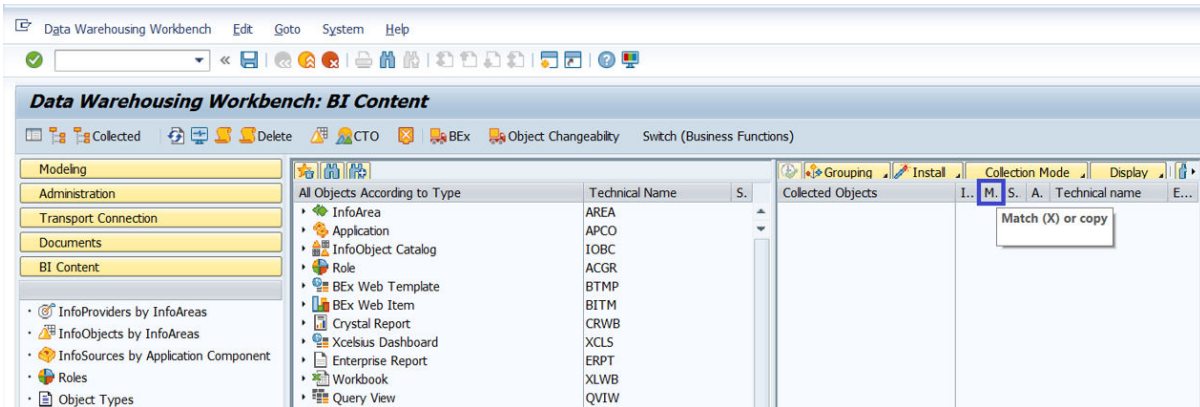 Data Warehousing Workbench Edit Goto System Help
Data Warehousing Workbench: BI Content
Collected Delete CTO BEx Object Changeability Switch (Business Functions)
Modeling
Administration
Transport Connection
Documents
BI Content
InfoProviders by InfoAreas
InfoObjects by InfoAreas
InfoSources by Application Component
Roles
Object Types
All Objects According to Type Technical Name S.
InfoArea AREA
Application APCO
InfoObject Catalog IOBC
Role ACGR
BEx Web Template BTMP
BEx Web Item BITM
Crystal Report CRWB
Xcelsius Dashboard XCLS
Enterprise Report ERPT
Workbook XLWB
Query View QVIW
Grouping Install Collection Mode Display
Collected Objects I.. M. S. A. Technical name E...
Match (X) or copy